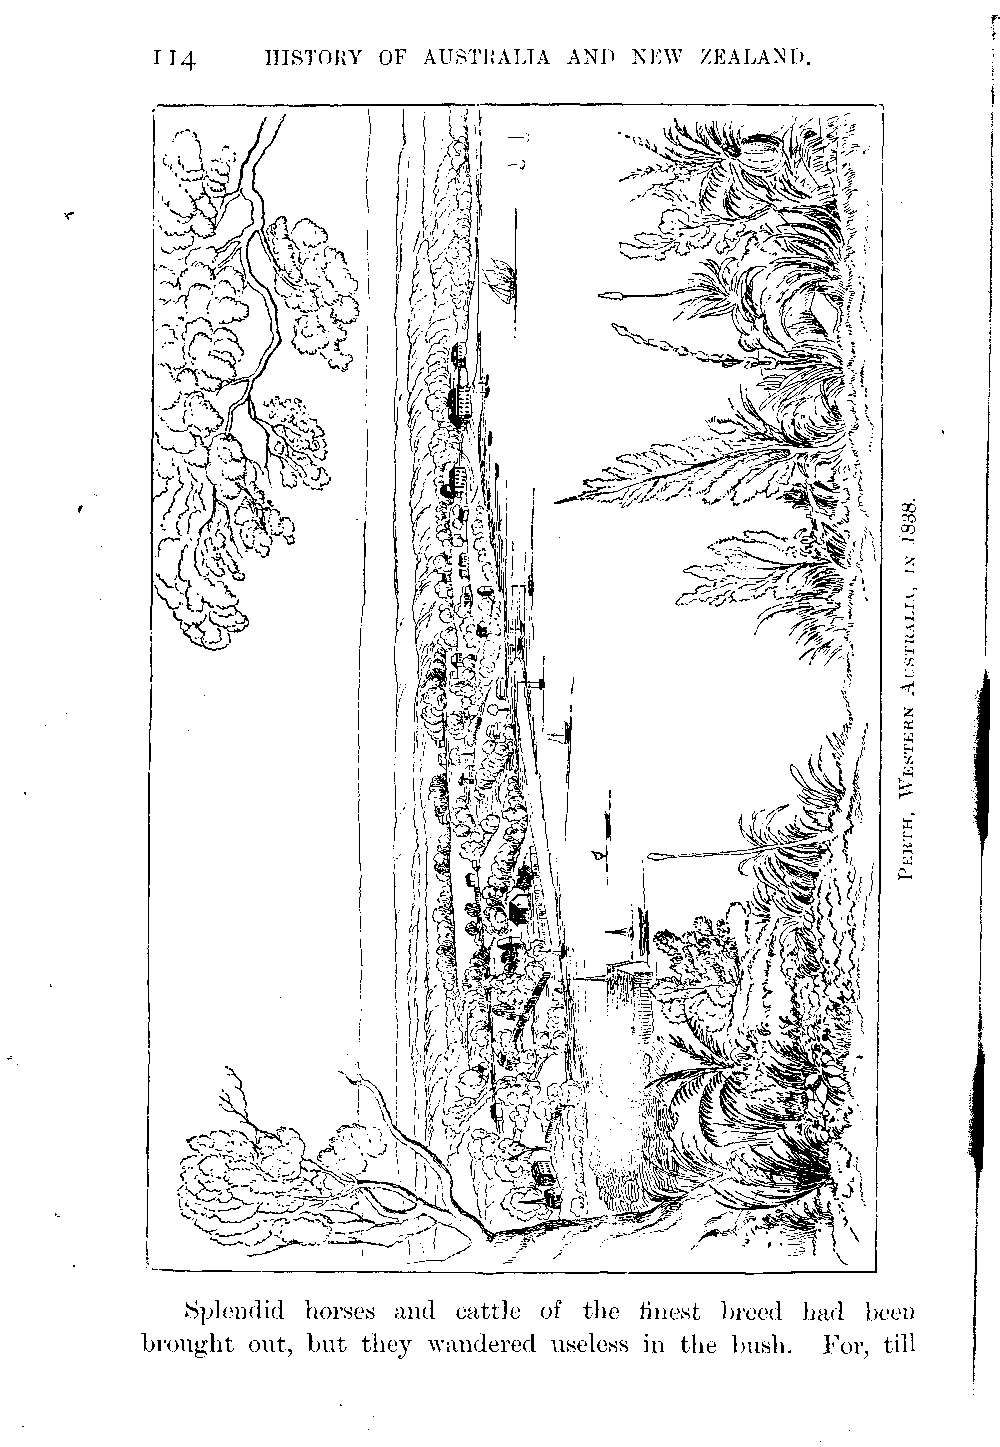 114 HISTORY OF AUSTRALIA AND NEW ZEALAND.
PERTH, WESTERN AUSTRALIA, IN 1838.
Splendid horses and cattle of the finest breed had been
brought out, but they wandered useless in the bush. For, till